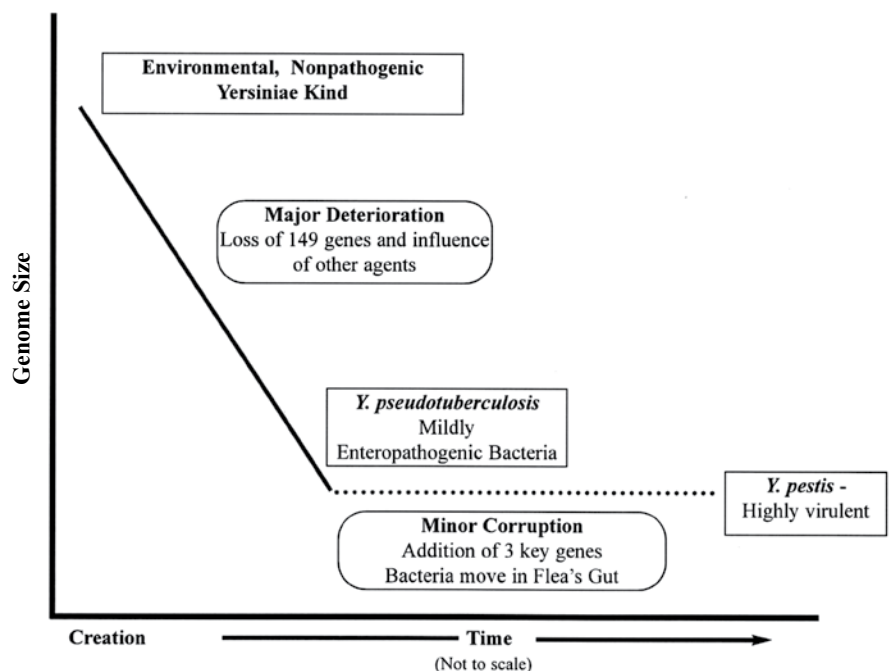 Environmental, Nonpathogenic
Yersiniae Kind
Major Deterioration
Loss of 149 genes and influence
of other agents
Genome Size
Y. pseudotuberculosis
Mildly
Enteropathogenic Bacteria
Y. pestis -
Highly virulent
Minor Corruption
Addition of 3 key genes
Bacteria move in Flea's Gut
Creation
Time
(Not to scale)